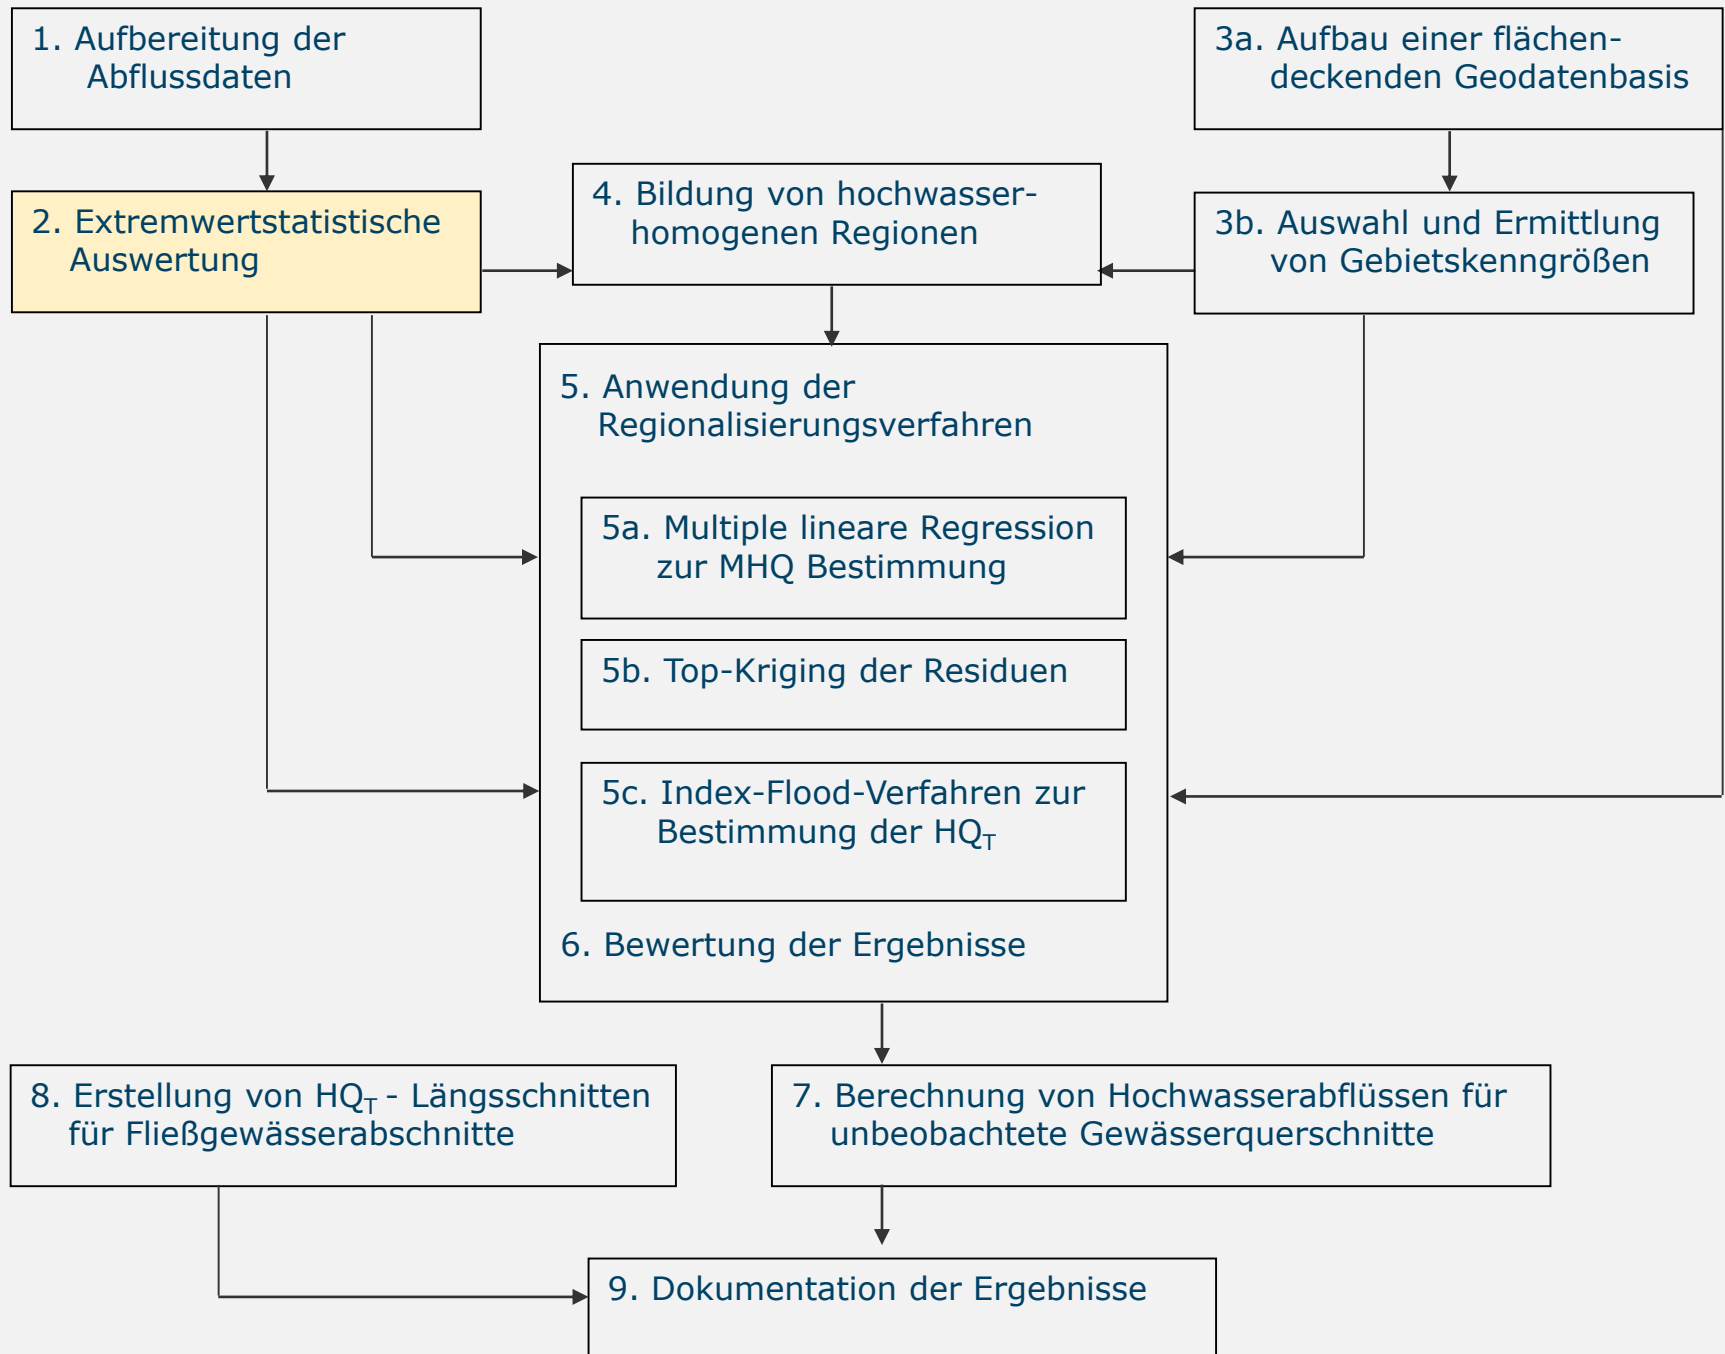 1. Aufbereitung der
Abflussdaten
2. Extremwertstatistische
Auswertung
3a. Aufbau einer flächen-
deckenden Geodatenbasis
3b. Auswahl und Ermittlung
von Gebietskenngrößen
4. Bildung von hochwasser-
homogenen Regionen
5. Anwendung der
Regionalisierungsverfahren
5a. Multiple lineare Regression
zur MHQ Bestimmung
5b. Top-Kriging der Residuen
5c. Index-Flood-Verfahren zur
Bestimmung der HQT
6. Bewertung der Ergebnisse
7. Berechnung von Hochwasserabflüssen für
unbeobachtete Gewässerquerschnitte
8. Erstellung von HQT - Längsschnitten
für Fließgewässerabschnitte
9. Dokumentation der Ergebnisse